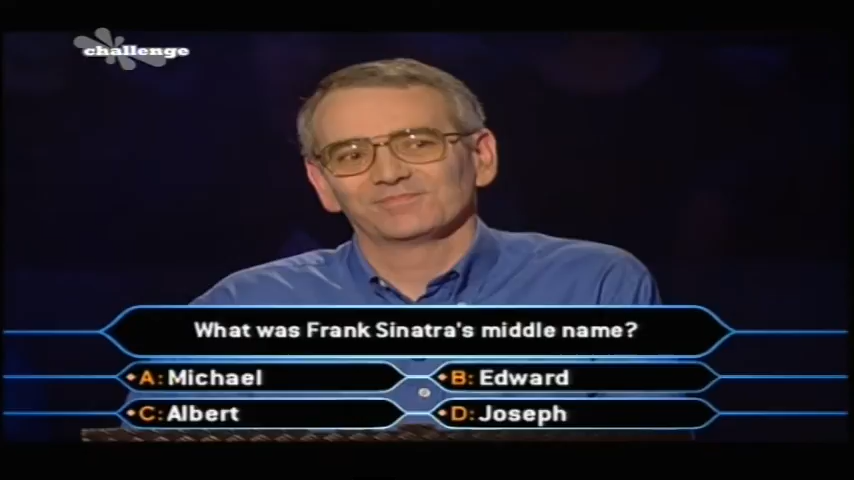 challenge
What was Frank Sinatra's middle name?
A: Michael
B: Edward
C: Albert
D: Joseph